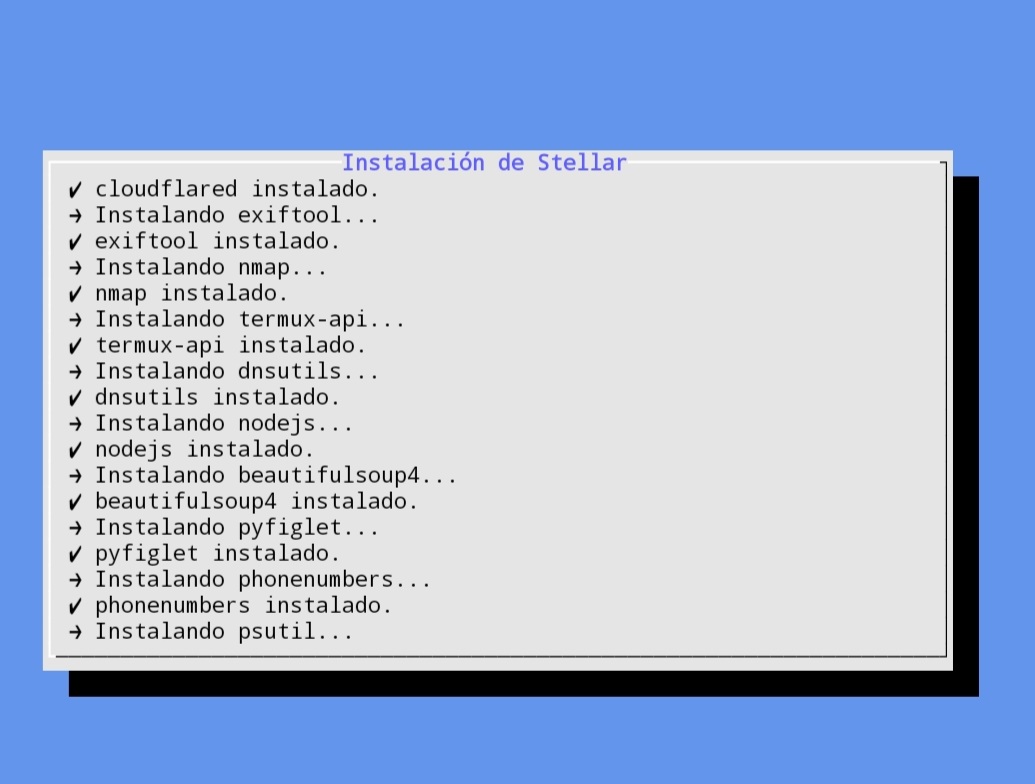 Instalación de Stellar
✔ cloudflared instalado.
→ Instalando exiftool...
✔ exiftool instalado.
→ Instalando nmap...
✔ nmap instalado.
→ Instalando termux-api...
✔ termux-api instalado.
→ Instalando dnsutils...
✔ dnsutils instalado.
→ Instalando nodejs...
✔ nodejs instalado.
→ Instalando beautifulsoup4...
✔ beautifulsoup4 instalado.
→ Instalando pyfiglet...
✔ pyfiglet instalado.
→ Instalando phonenumbers...
✔ phonenumbers instalado.
→ Instalando psutil...